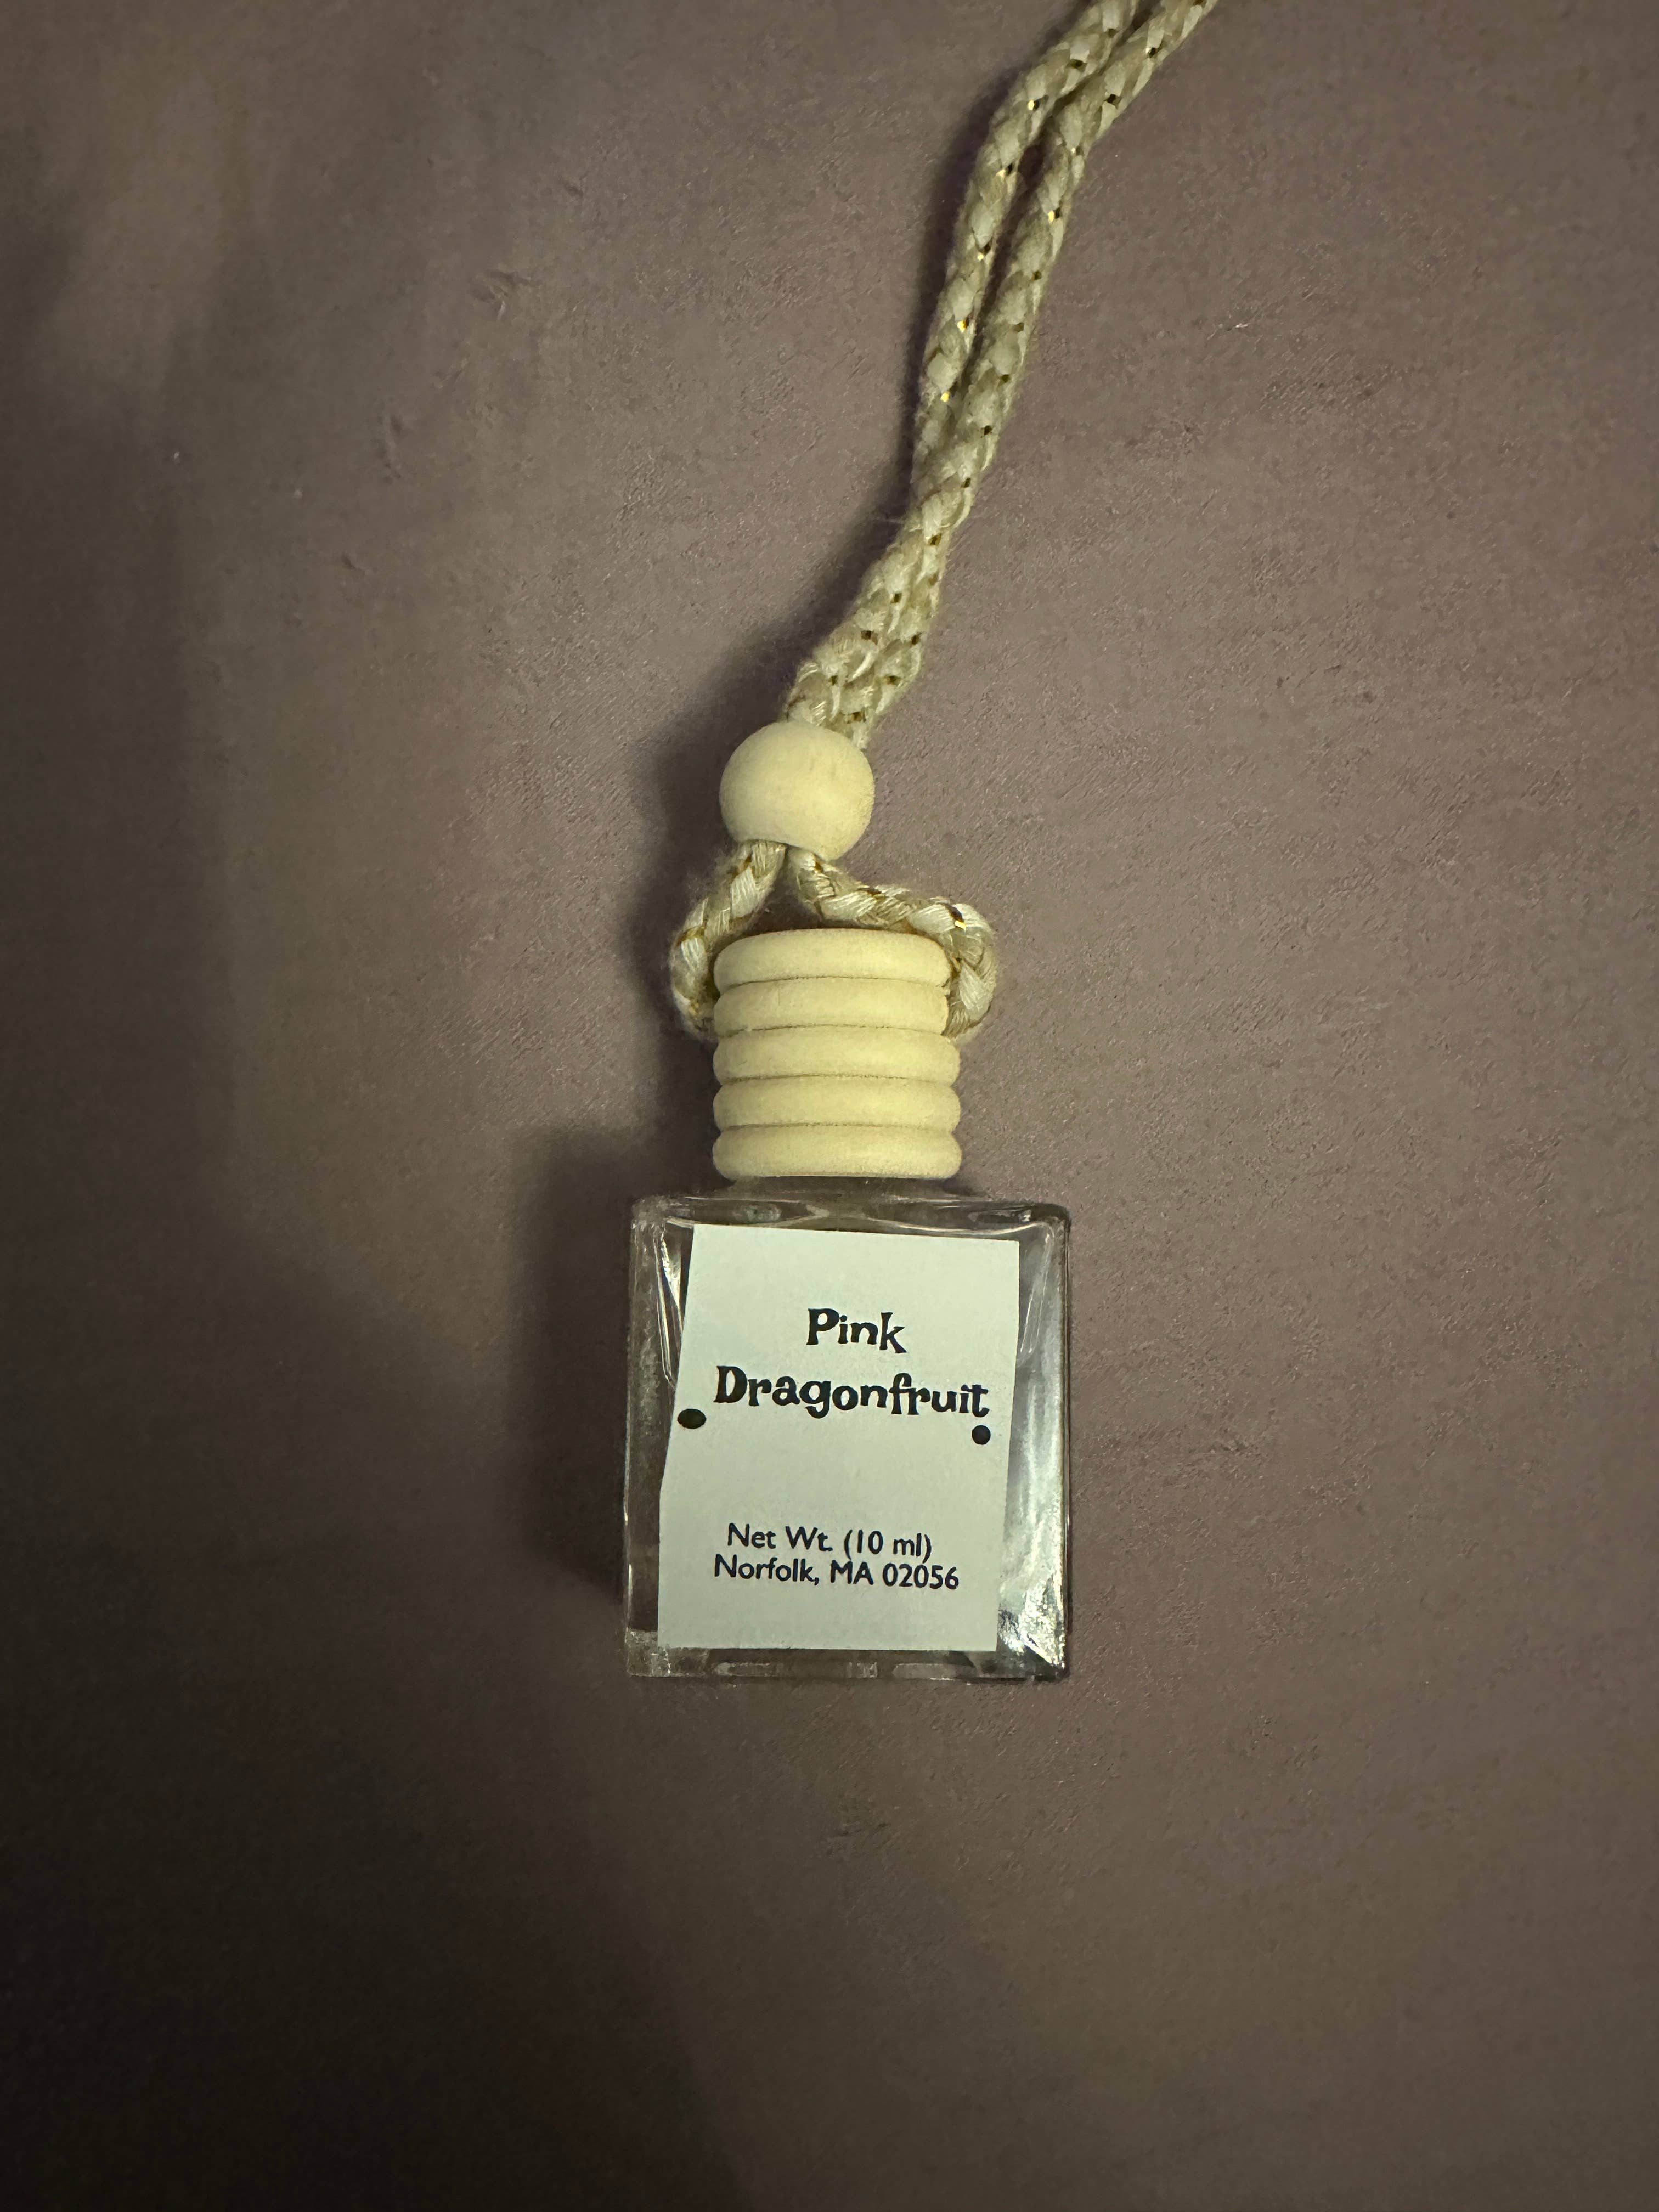 Pink
Dragonfruit
Net Wt. (10 ml)
Norfolk, MA 02056